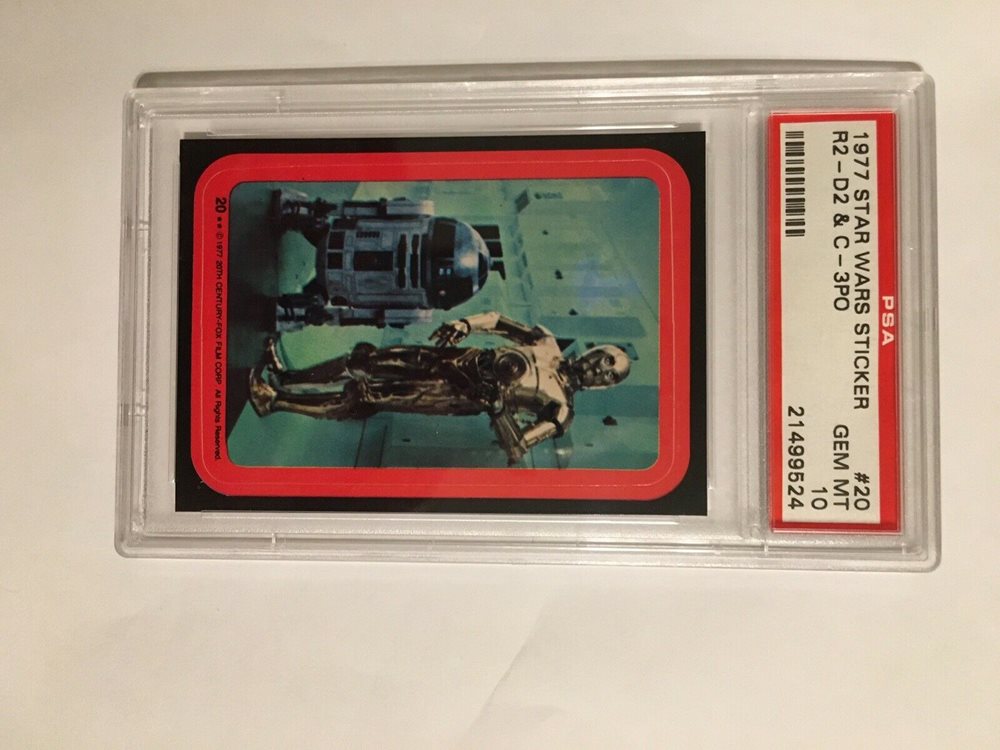 PSA
1977 STAR WARS STICKER #20
R2-D2 & C-3PO GEM MT
10
21499524
20 ★★ © 1977 20TH CENTURY-FOX FILM CORP. All Rights Reserved.